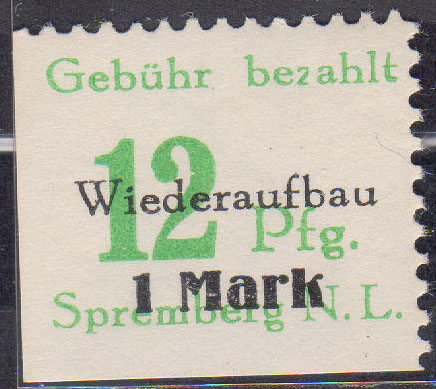 Gebühr bezahlt
12 Pfg.
Wiederaufbau
1 Mark
Spremberg N.L.